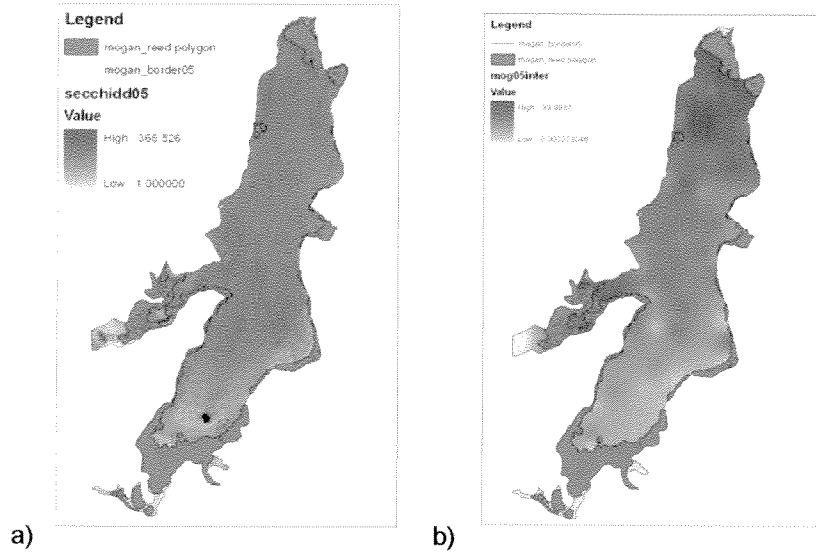 Legend
mogan_reed polygon
mogan_border05
secchidd05
Value
High 366.526
Low 1.000000
a)
Legend
mogan_border05
mogan_reed polygon
mog05inter
Value
High
Low
b)